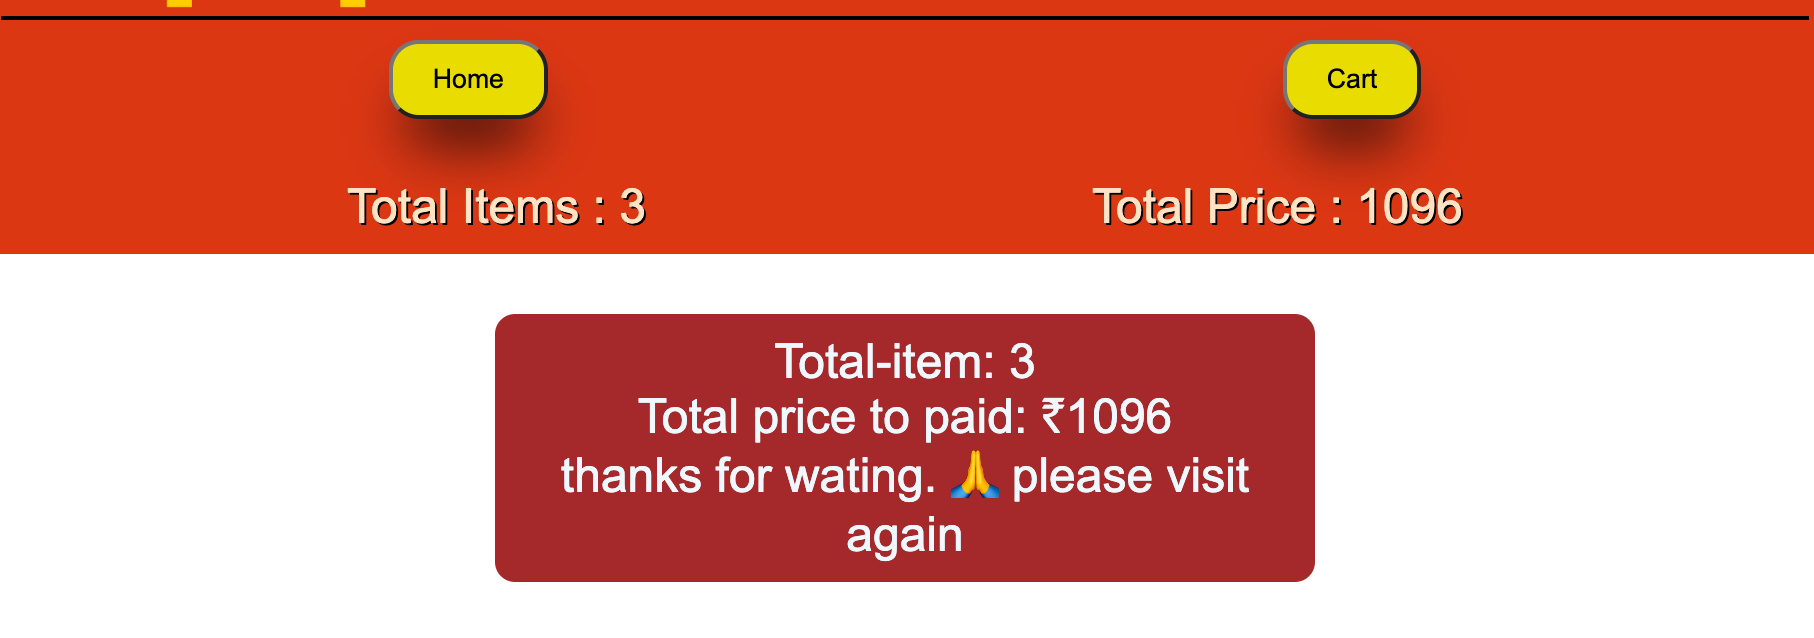 Home Cart
Total Items : 3 Total Price : 1096
Total-item: 3
Total price to paid: ₹1096
thanks for wating. 🙏 please visit
again